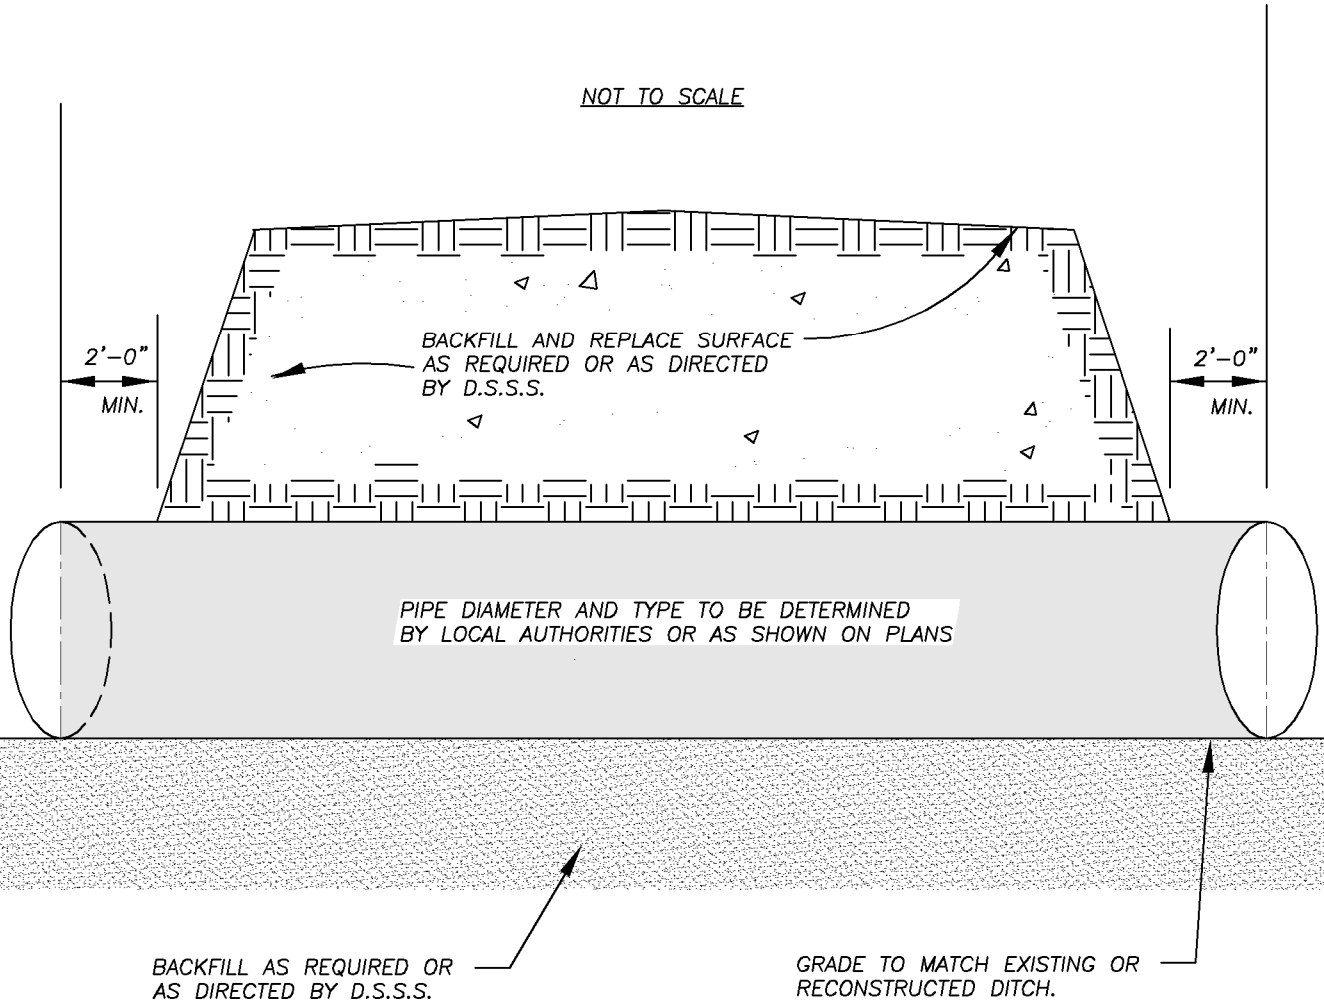 NOT TO SCALE
BACKFILL AND REPLACE SURFACE
AS REQUIRED OR AS DIRECTED
BY D.S.S.S.
2'-0"
MIN.
2'-0"
MIN.
PIPE DIAMETER AND TYPE TO BE DETERMINED
BY LOCAL AUTHORITIES OR AS SHOWN ON PLANS
BACKFILL AS REQUIRED OR
AS DIRECTED BY D.S.S.S.
GRADE TO MATCH EXISTING OR
RECONSTRUCTED DITCH.